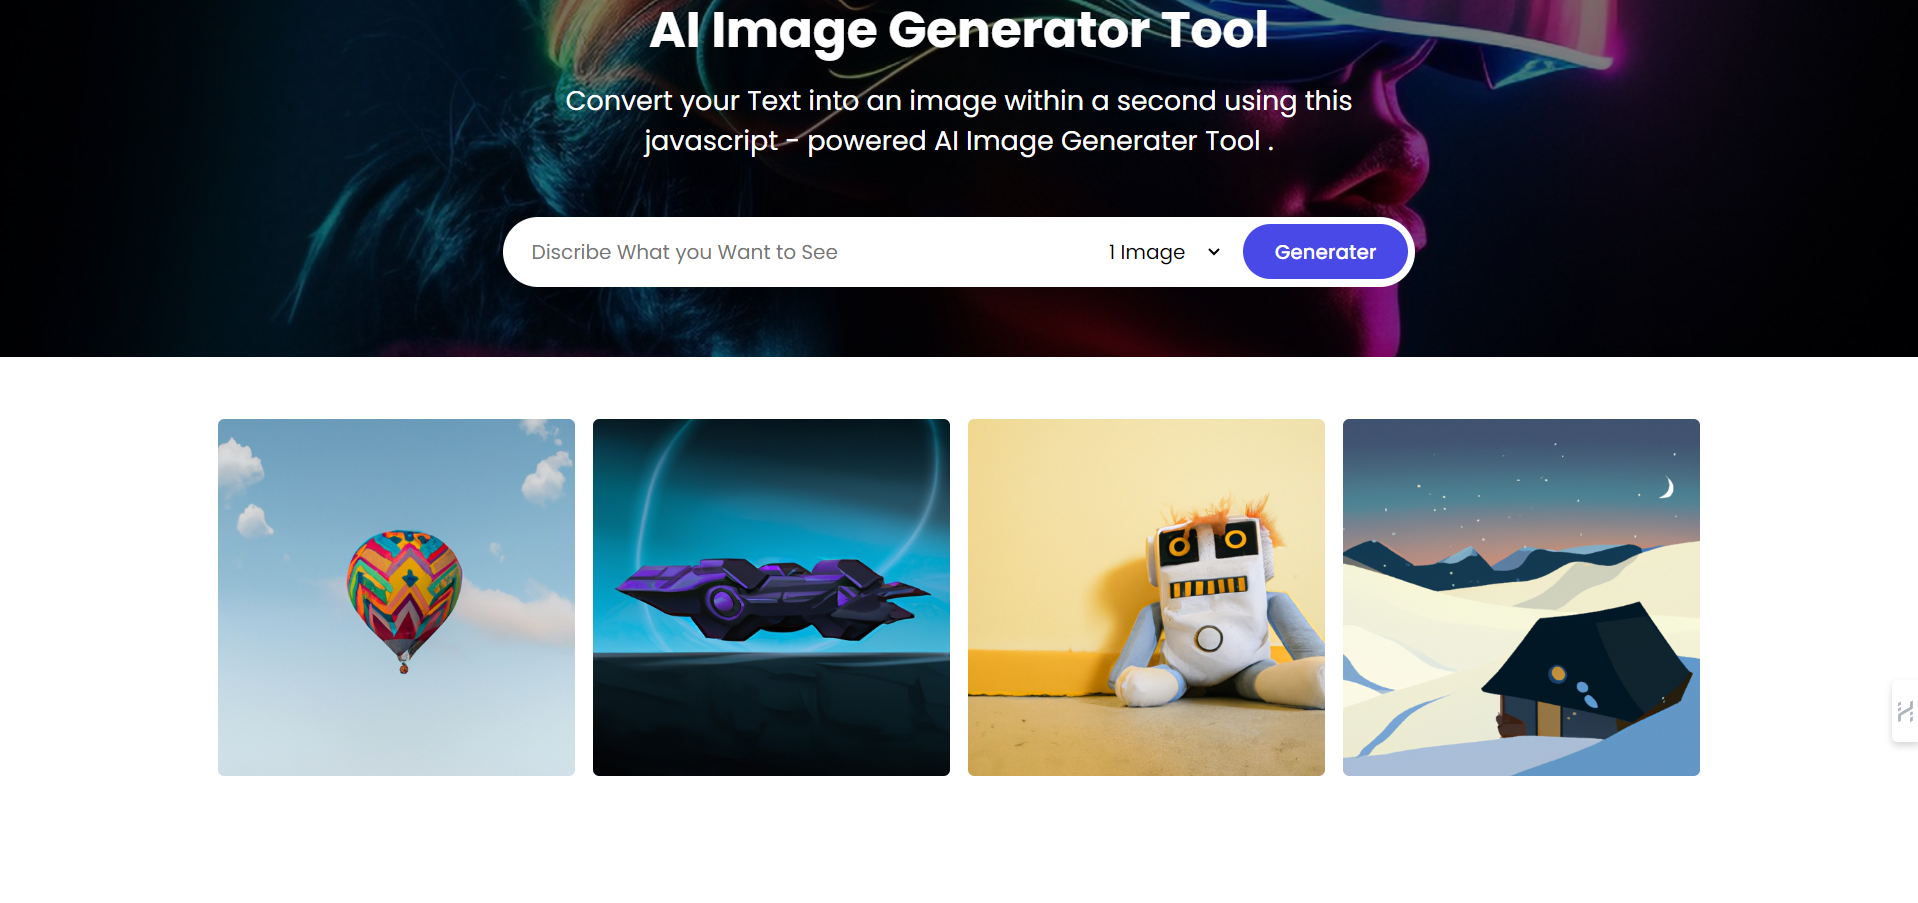 AI Image Generator Tool
Convert your Text into an image within a second using this
javascript - powered AI Image Generater Tool .
Discribe What you Want to See
1 Image
Generater